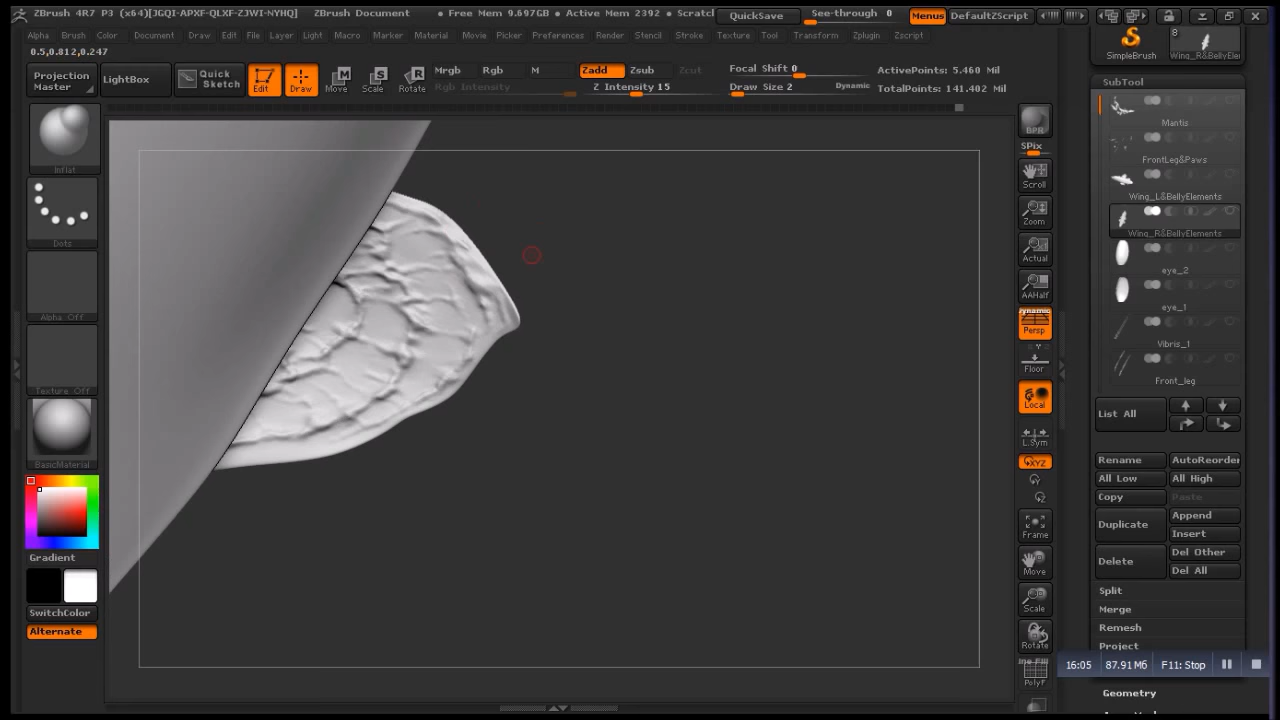 ZBrush 4R7 P3 (x64)[JGQI-APXF-QLXF-ZJWI-NYHQ] ZBrush Document ● Free Mem 9.697GB ● Active Mem 2392 ● Scratcl QuickSave See-through 0 Menus DefaultZScript
Alpha Brush Color Document Draw Edit File Layer Light Macro Marker Material Movie Picker Preferences Render Stencil Stroke Texture Tool Transform Zplugin Zscript
0.5,0.812,0.247
Projection Master
LightBox
Quick Sketch
Edit
Draw
Move
Scale
Rotate
Mrgb Rgb M
Rgb Intensity
Zadd Zsub Zcut
Z Intensity 15
Focal Shift 0
Draw Size 2 Dynamic
ActivePoints: 5.460 Mil
TotalPoints: 141.402 Mil
Inflat
Dots
Alpha Off
Texture Off
BasicMaterial
Gradient
SwitchColor
Alternate
BPR
SPix
Scroll
Zoom
Actual
AAHalf
Dynamic
Persp
Floor
Local
L.Sym
XYZ
Frame
Move
Scale
Rotate
PolyF
SimpleBrush
8
Wing_R&BellyElen
SubTool
Mantis
FrontLeg&Paws
Wing_L&BellyElements
Wing_R&BellyElements
eye_2
eye_1
Vibris_1
Front_leg
List All
Rename AutoReorder
All Low All High
Copy Paste
Duplicate
Append
Insert
Delete
Del Other
Del All
Split
Merge
Remesh
Project
16:05 87.91Мб F11: Stop
Geometry